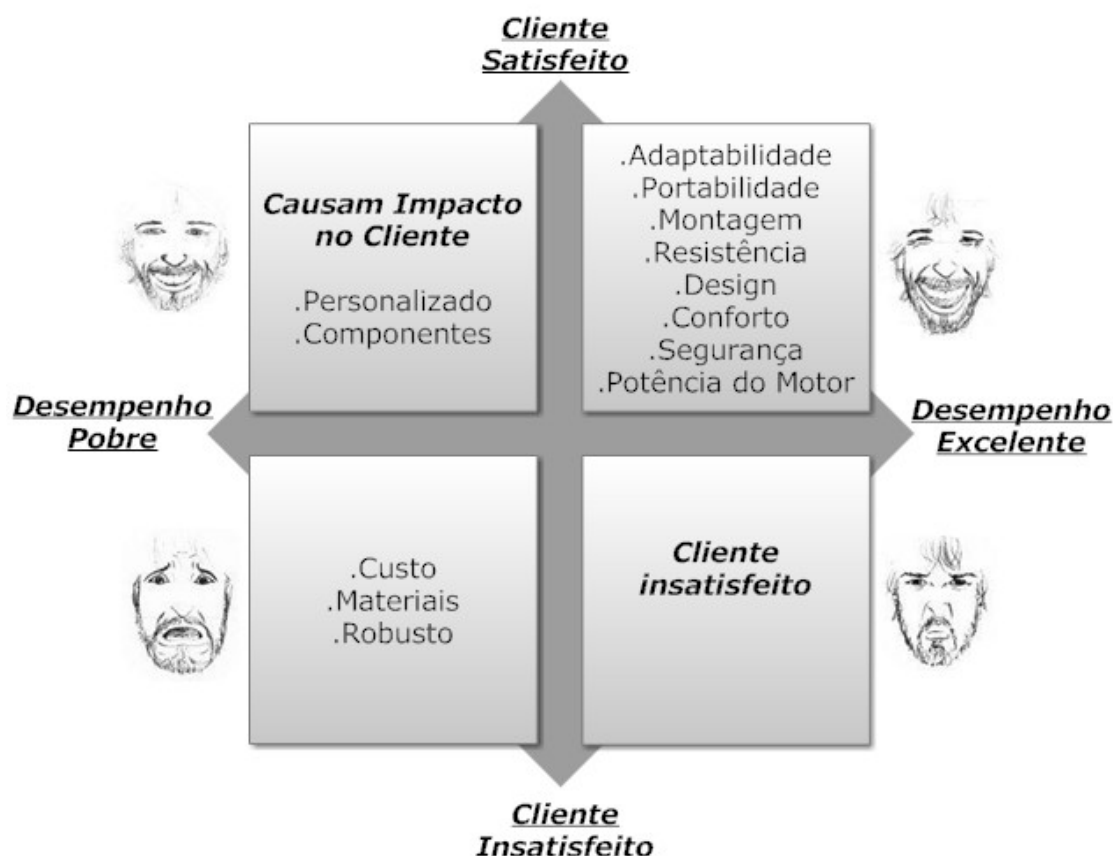 Cliente
Satisfeito
Causam Impacto
no Cliente
.Personalizado
.Componentes
.Adaptabilidade
.Portabilidade
.Montagem
.Resistência
.Design
.Conforto
.Segurança
.Potência do Motor
Desempenho
Pobre
Desempenho
Excelente
.Custo
.Materiais
.Robusto
Cliente
insatisfeito
Cliente
Insatisfeito